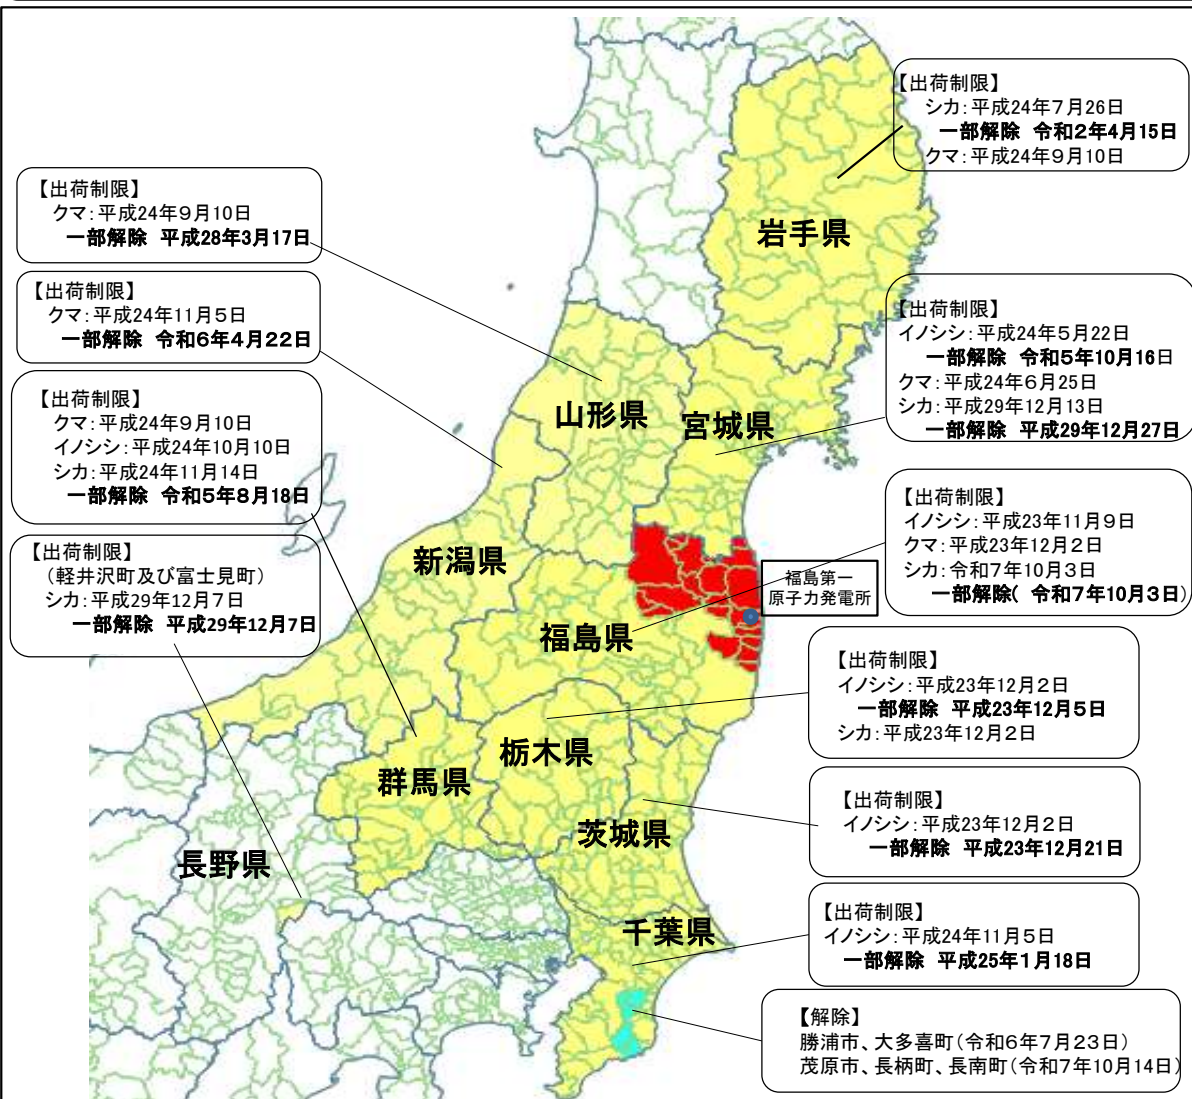 【出荷制限】
シカ：平成24年7月26日
一部解除 令和2年4月15日
クマ：平成24年9月10日
岩手県
【出荷制限】
クマ：平成24年９月10日
一部解除 平成28年3月17日
【出荷制限】
クマ：平成24年11月５日
一部解除 令和６年４月２２日
【出荷制限】
イノシシ：平成24年５月22日
一部解除 令和５年10月16日
クマ：平成24年６月25日
シカ：平成29年12月13日
一部解除 平成29年12月27日
【出荷制限】
クマ：平成24年９月10日
イノシシ：平成24年10月10日
シカ：平成24年11月14日
一部解除 令和５年８月18日
山形県
宮城県
【出荷制限】
イノシシ：平成23年11月９日
クマ：平成23年12月２日
シカ：令和７年10月３日
一部解除( 令和７年10月３日)
【出荷制限】
（軽井沢町及び富士見町）
シカ：平成29年12月７日
一部解除 平成29年12月7日
新潟県
福島第一
原子力発電所
福島県
【出荷制限】
イノシシ：平成23年12月２日
一部解除 平成23年12月５日
シカ：平成23年12月２日
栃木県
群馬県
【出荷制限】
イノシシ：平成23年12月２日
一部解除 平成23年12月21日
茨城県
長野県
【出荷制限】
イノシシ：平成24年11月５日
一部解除 平成25年１月18日
千葉県
【解除】
勝浦市、大多喜町（令和６年７月２３日）
茂原市、長柄町、長南町（令和７年10月14日）